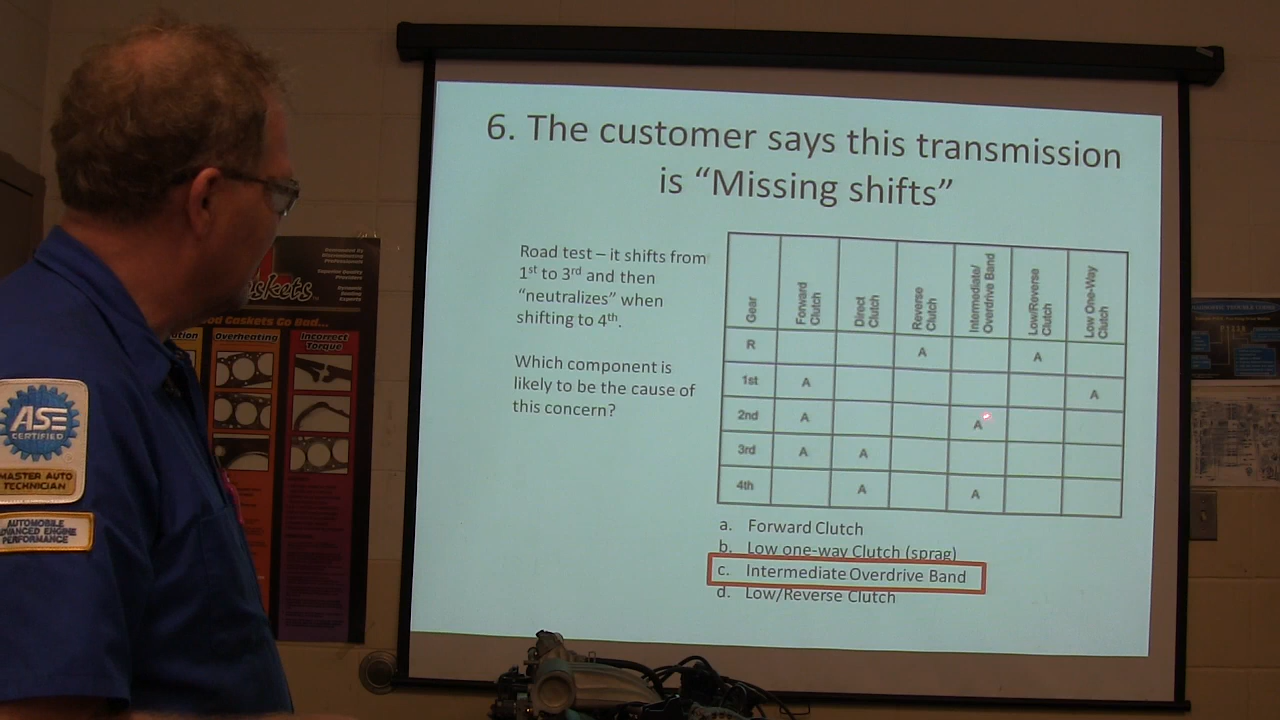 6. The customer says this transmission
is “Missing shifts”
Road test – it shifts from
1st to 3rd and then
“neutralizes” when
shifting to 4th.
Which component is
likely to be the cause of
this concern?
Gear
Forward
Clutch
Direct
Clutch
Reverse
Clutch
Intermediate/
Overdrive Band
Low/Reverse
Clutch
Low One-Way
Clutch
R A A
1st A A
2nd A A
3rd A A
4th A A
a. Forward Clutch
b. Low one-way Clutch (sprag)
c. Intermediate Overdrive Band
d. Low/Reverse Clutch
ASE
CERTIFIED
MASTER AUTO
TECHNICIAN
AUTOMOBILE
ADVANCED ENGINE
PERFORMANCE
Gaskets Go Bad...
Overheating
Incorrect
Torque